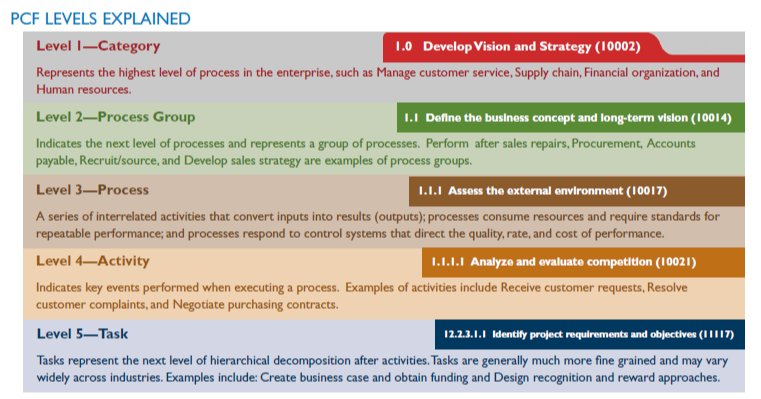 PCF LEVELS EXPLAINED
Level 1—Category
1.0 Develop Vision and Strategy (10002)
Represents the highest level of process in the enterprise, such as Manage customer service, Supply chain, Financial organization, and
Human resources.
Level 2—Process Group
1.1 Define the business concept and long-term vision (10014)
Indicates the next level of processes and represents a group of processes. Perform after sales repairs, Procurement, Accounts
payable, Recruit/source, and Develop sales strategy are examples of process groups.
Level 3—Process
1.1.1 Assess the external environment (10017)
A series of interrelated activities that convert inputs into results (outputs); processes consume resources and require standards for
repeatable performance; and processes respond to control systems that direct the quality, rate, and cost of performance.
Level 4—Activity
1.1.1.1 Analyze and evaluate competition (10021)
Indicates key events performed when executing a process. Examples of activities include Receive customer requests, Resolve
customer complaints, and Negotiate purchasing contracts.
Level 5—Task
12.2.3.1.1 Identify project requirements and objectives (11117)
Tasks represent the next level of hierarchical decomposition after activities. Tasks are generally much more fine grained and may vary
widely across industries. Examples include: Create business case and obtain funding and Design recognition and reward approaches.